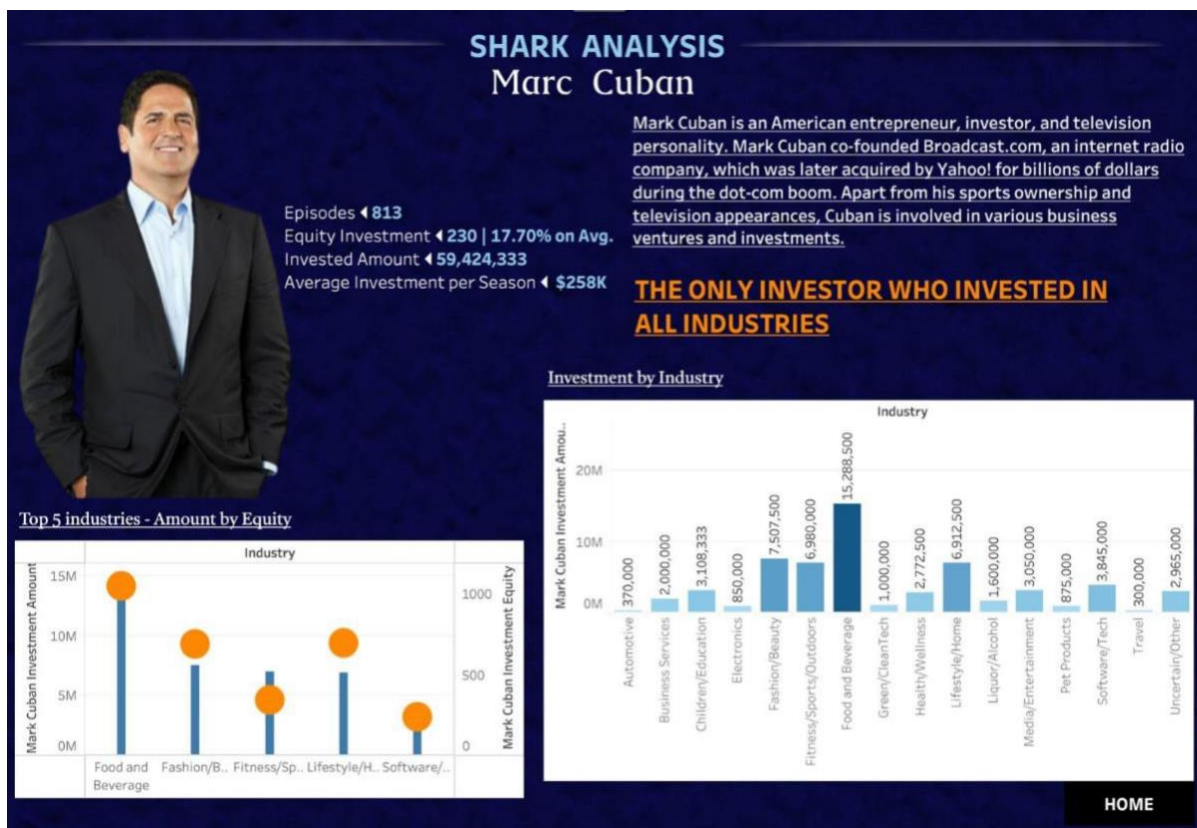 SHARK ANALYSIS
Marc Cuban
Mark Cuban is an American entrepreneur, investor, and television
personality. Mark Cuban co-founded Broadcast.com, an internet radio
company, which was later acquired by Yahoo! for billions of dollars
during the dot-com boom. Apart from his sports ownership and
television appearances, Cuban is involved in various business
ventures and investments.
Episodes 813
Equity Investment 230 | 17.70% on Avg.
Invested Amount 59,424,333
Average Investment per Season $258K
THE ONLY INVESTOR WHO INVESTED IN
ALL INDUSTRIES
Investment by Industry
Industry
Mark Cuban Investment Amou..
20M
10M
0M
370,000
2,000,000
3,108,333
850,000
7,507,500
6,980,000
15,288,500
1,000,000
2,772,500
6,912,500
1,600,000
3,050,000
875,000
3,845,000
300,000
2,965,000
Automotive
Business Services
Children/Education
Electronics
Fashion/Beauty
Fitness/Sports/Outdoors
Food and Beverage
Green/CleanTech
Health/Wellness
Lifestyle/Home
Liquor/Alcohol
Media/Entertainment
Pet Products
Software/Tech
Travel
Uncertain/Other
Top 5 industries - Amount by Equity
Industry
Mark Cuban Investment Amount
15M
10M
5M
0M
1000
500
0
Mark Cuban Investment Equity
Food and
Beverage
Fashion/B..
Fitness/Sp..
Lifestyle/H..
Software/..
HOME